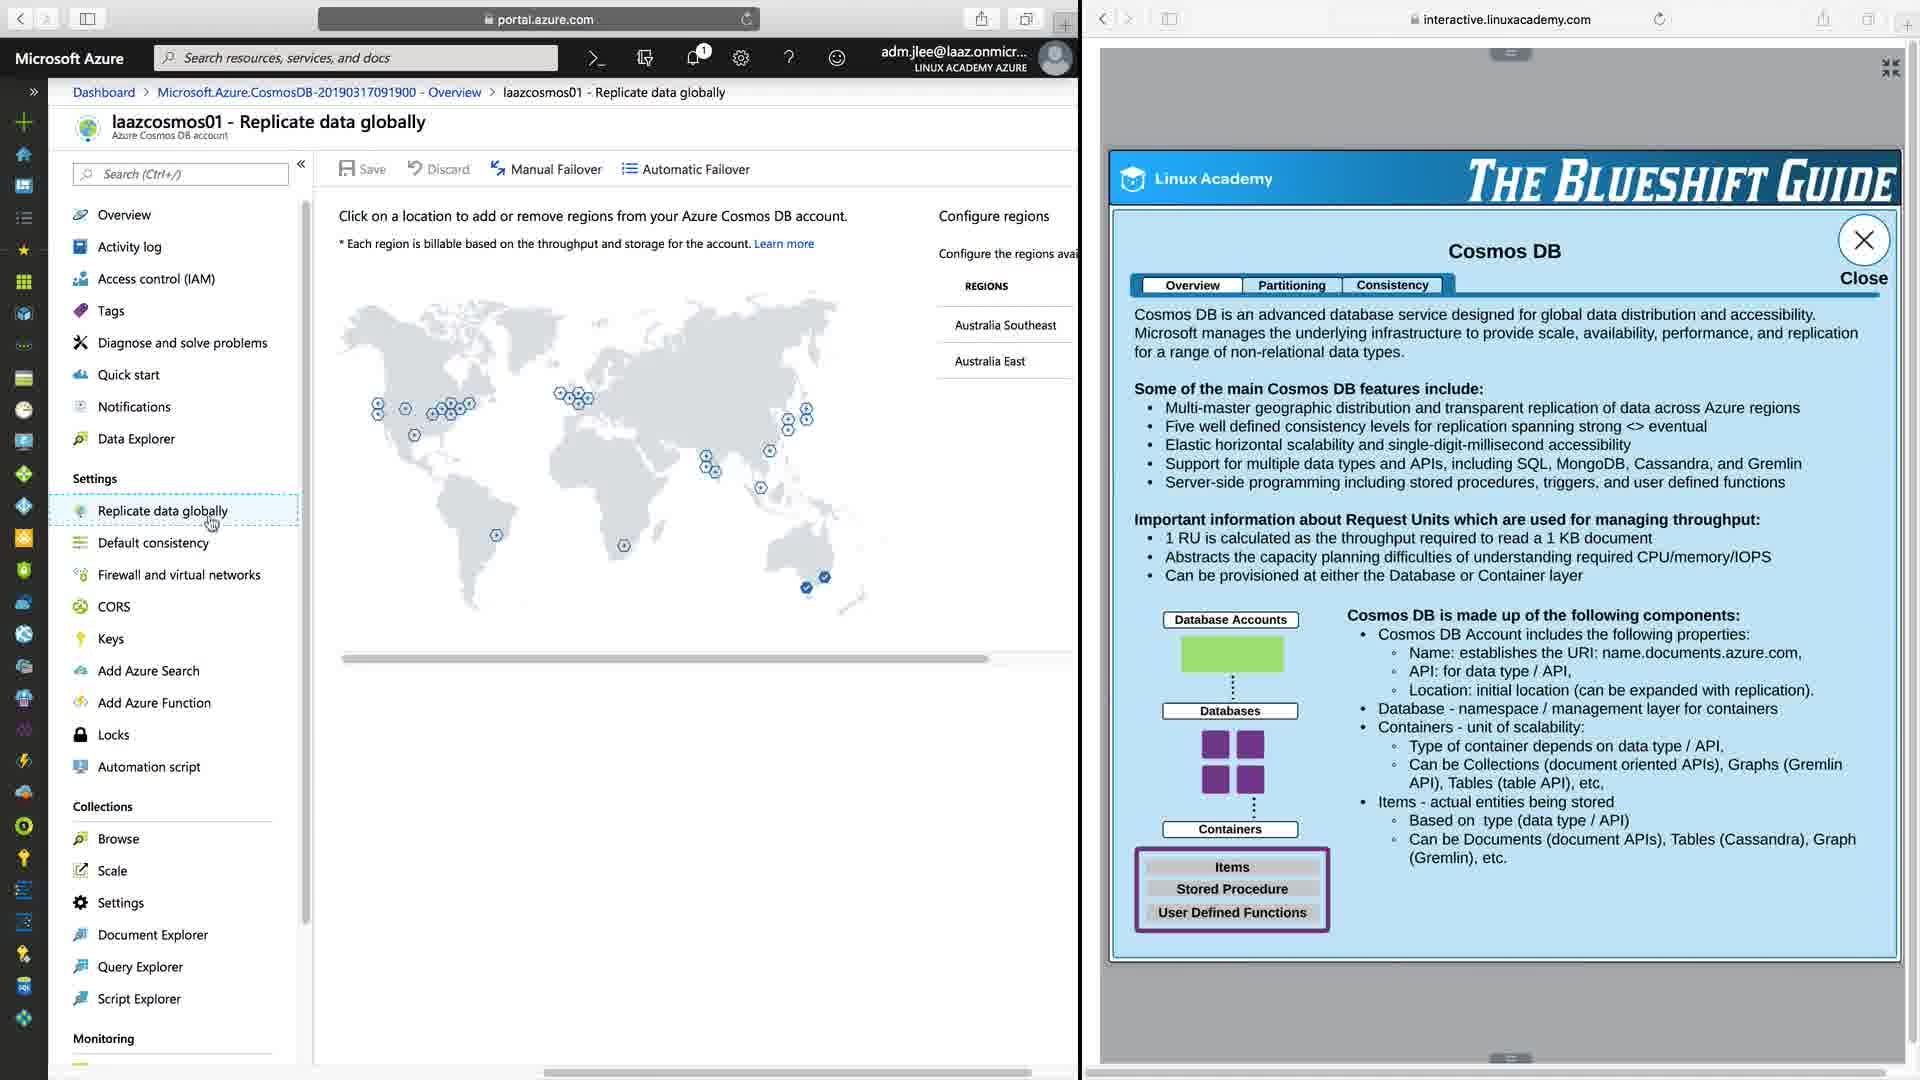 portal.azure.com
Microsoft Azure
Search resources, services, and docs
1
adm.jlee@laaz.onmicr...
LINUX ACADEMY AZURE
Dashboard > Microsoft.Azure.CosmosDB-20190317091900 - Overview > laazcosmos01 - Replicate data globally
laazcosmos01 - Replicate data globally
Azure Cosmos DB account
Search (Ctrl+/)
Overview
Activity log
Access control (IAM)
Tags
Diagnose and solve problems
Quick start
Notifications
Data Explorer
Settings
Replicate data globally
Default consistency
Firewall and virtual networks
CORS
Keys
Add Azure Search
Add Azure Function
Locks
Automation script
Collections
Browse
Scale
Settings
Document Explorer
Query Explorer
Script Explorer
Monitoring
Save
Discard
Manual Failover
Automatic Failover
Click on a location to add or remove regions from your Azure Cosmos DB account.
* Each region is billable based on the throughput and storage for the account. Learn more
Configure regions
Configure the regions avai
REGIONS
Australia Southeast
Australia East
interactive.linuxacademy.com
Linux Academy
THE BLUESHIFT GUIDE
Cosmos DB
Close
Overview
Partitioning
Consistency
Cosmos DB is an advanced database service designed for global data distribution and accessibility.
Microsoft manages the underlying infrastructure to provide scale, availability, performance, and replication
for a range of non-relational data types.
Some of the main Cosmos DB features include:
• Multi-master geographic distribution and transparent replication of data across Azure regions
• Five well defined consistency levels for replication spanning strong <> eventual
• Elastic horizontal scalability and single-digit-millisecond accessibility
• Support for multiple data types and APIs, including SQL, MongoDB, Cassandra, and Gremlin
• Server-side programming including stored procedures, triggers, and user defined functions
Important information about Request Units which are used for managing throughput:
• 1 RU is calculated as the throughput required to read a 1 KB document
• Abstracts the capacity planning difficulties of understanding required CPU/memory/IOPS
• Can be provisioned at either the Database or Container layer
Database Accounts
Databases
Containers
Items
Stored Procedure
User Defined Functions
Cosmos DB is made up of the following components:
• Cosmos DB Account includes the following properties:
◦ Name: establishes the URI: name.documents.azure.com,
◦ API: for data type / API,
◦ Location: initial location (can be expanded with replication).
• Database - namespace / management layer for containers
• Containers - unit of scalability:
◦ Type of container depends on data type / API,
◦ Can be Collections (document oriented APIs), Graphs (Gremlin
API), Tables (table API), etc,
• Items - actual entities being stored
◦ Based on type (data type / API)
◦ Can be Documents (document APIs), Tables (Cassandra), Graph
(Gremlin), etc.